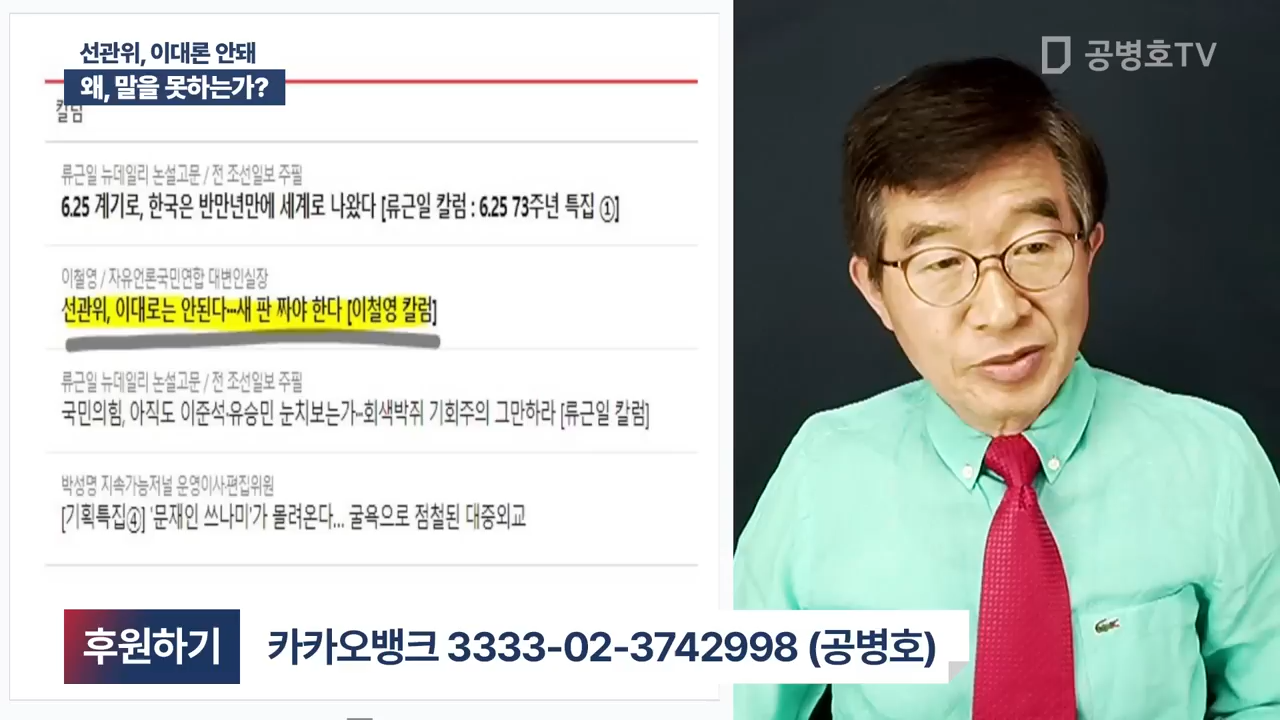 선관위, 이대론 안돼
왜, 말을 못하는가?
공병호TV
칼럼
류근일 뉴데일리 논설고문 / 전 조선일보 주필
6.25 계기로, 한국은 반만년만에 세계로 나왔다 [류근일 칼럼 : 6.25 73주년 특집 ①]
이철영 / 자유언론국민연합 대변인실장
선관위, 이대로는 안된다…새 판 짜야 한다 [이철영 칼럼]
류근일 뉴데일리 논설고문 / 전 조선일보 주필
국민의힘, 아직도 이준석·유승민 눈치보는가··회색박쥐 기회주의 그만하라 [류근일 칼럼]
박성명 지속가능저널 운영이사·편집위원
[기획특집④] '문재인 쓰나미'가 몰려온다... 굴욕으로 점철된 대중외교
후원하기
카카오뱅크 3333-02-3742998 (공병호)